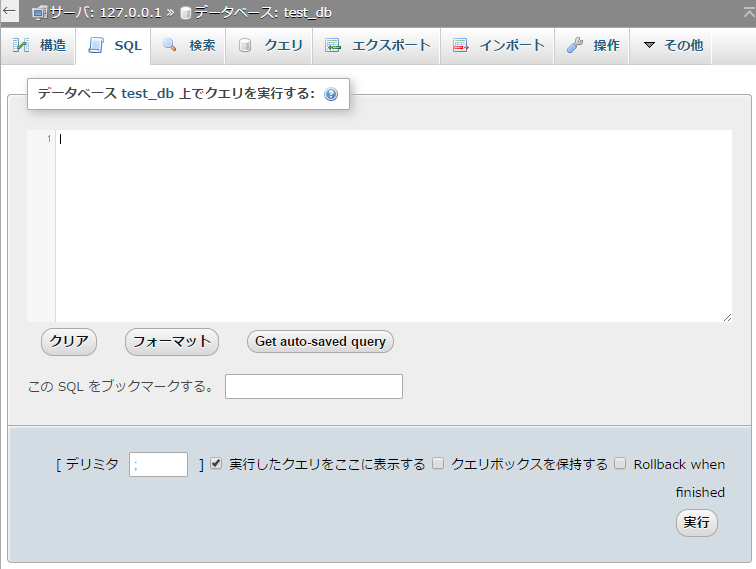 サーバ: 127.0.0.1 » データベース: test_db
構造 SQL 検索 クエリ エクスポート インポート 操作 その他
データベース test_db 上でクエリを実行する:
1
クリア フォーマット Get auto-saved query
この SQL をブックマークする。
[ デリミタ ; ] 実行したクエリをここに表示する クエリボックスを保持する Rollback when
finished
実行